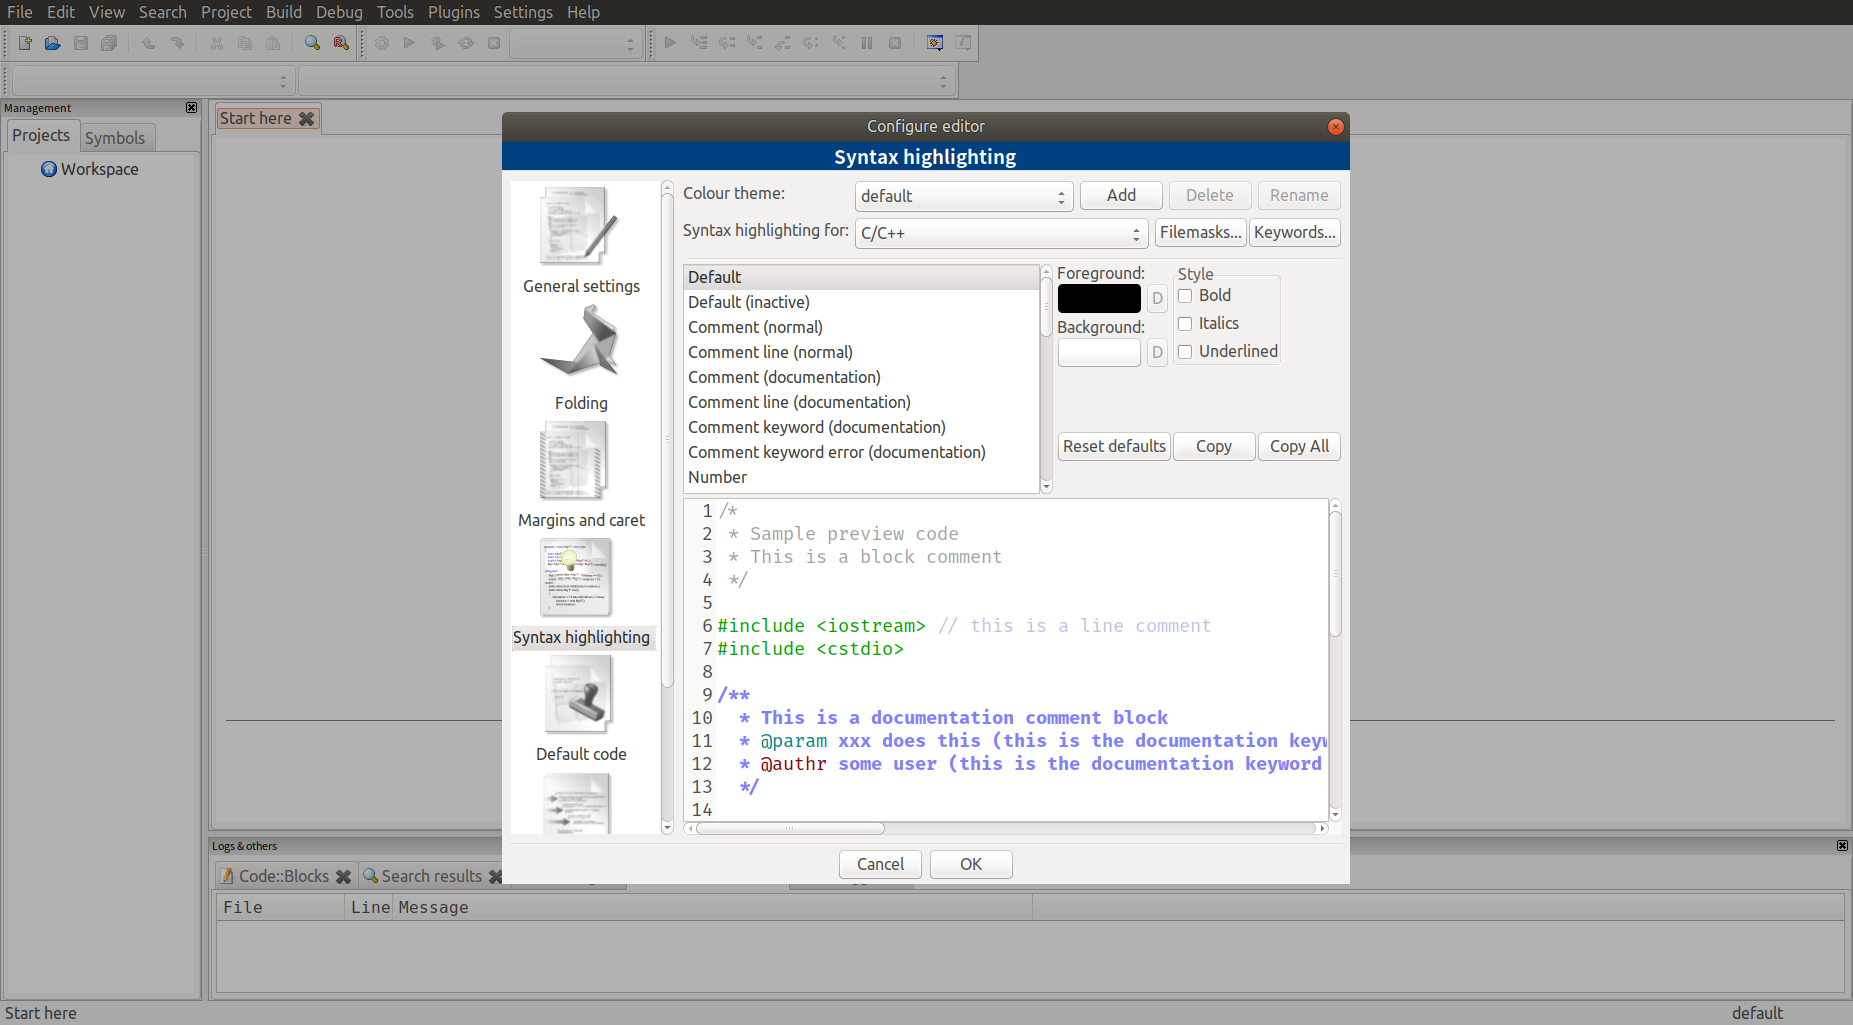 File Edit View Search Project Build Debug Tools Plugins Settings Help
Management
Projects
Symbols
Workspace
Start here
Configure editor
Syntax highlighting
General settings
Folding
Margins and caret
Syntax highlighting
Default code
Colour theme:
default
Add
Delete
Rename
Syntax highlighting for:
C/C++
Filemasks...
Keywords...
Default
Default (inactive)
Comment (normal)
Comment line (normal)
Comment (documentation)
Comment line (documentation)
Comment keyword (documentation)
Comment keyword error (documentation)
Number
Foreground:
D
Background:
D
Style
Bold
Italics
Underlined
Reset defaults
Copy
Copy All
1 /*
2 * Sample preview code
3 * This is a block comment
4 */
5
6 #include <iostream> // this is a line comment
7 #include <cstdio>
8
9 /**
10 * This is a documentation comment block
11 * @param xxx does this (this is the documentation
12 * @authr some user (this is the documentation keyword
13 */
14
Cancel
OK
Logs & others
Code::Blocks
Search results
File Line Message
Start here
default